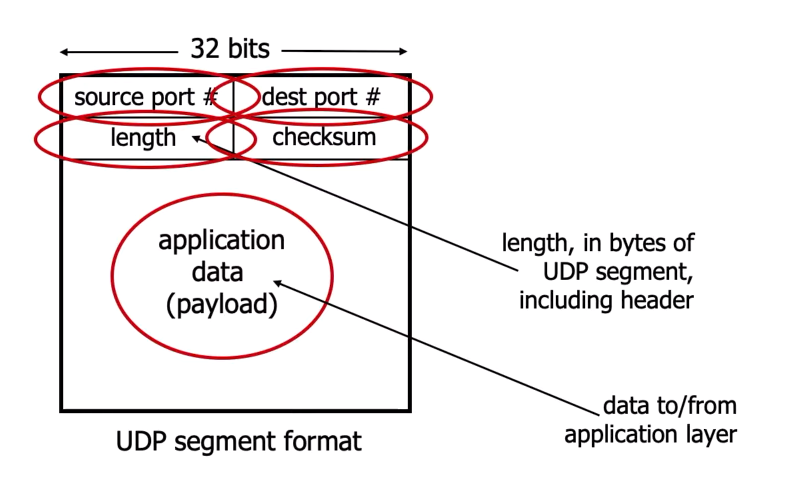 32 bits
source port # dest port #
length checksum
application
data
(payload)
length, in bytes of
UDP segment,
including header
data to/from
application layer
UDP segment format